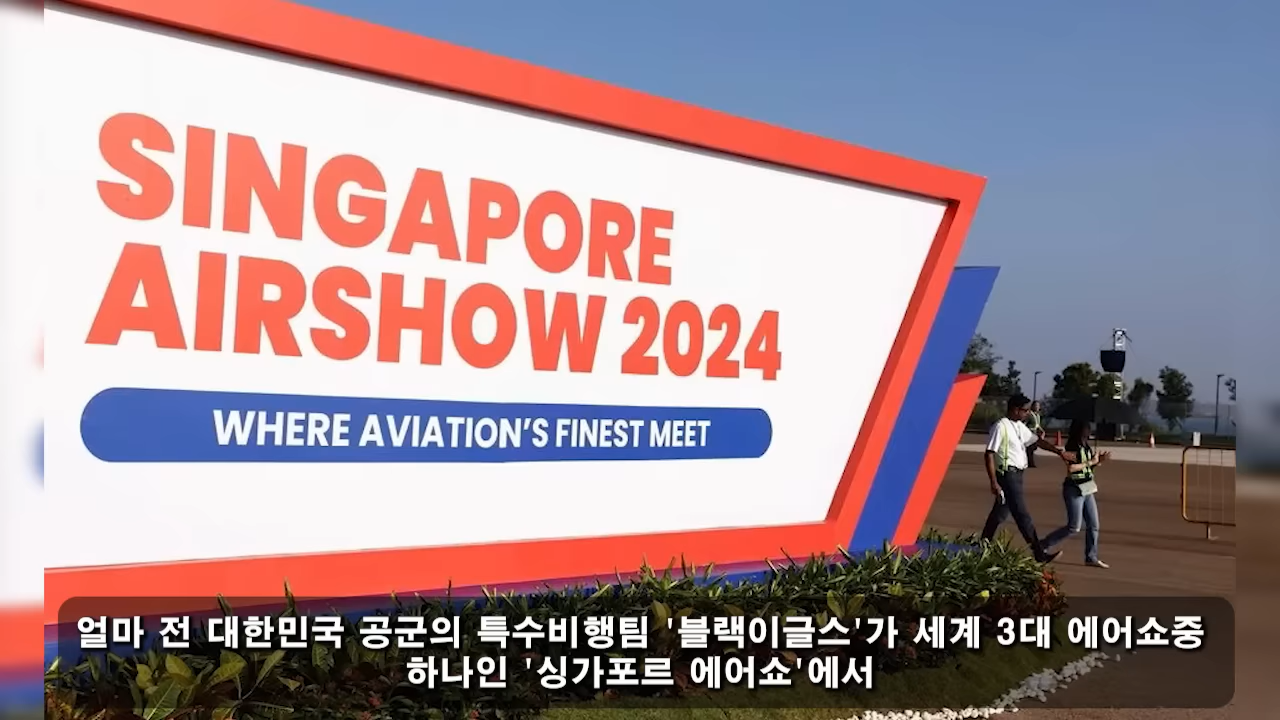 SINGAPORE
AIRSHOW 2024
WHERE AVIATION'S FINEST MEET
얼마 전 대한민국 공군의 특수비행팀 '블랙이글스'가 세계 3대 에어쇼중
하나인 '싱가포르 에어쇼'에서